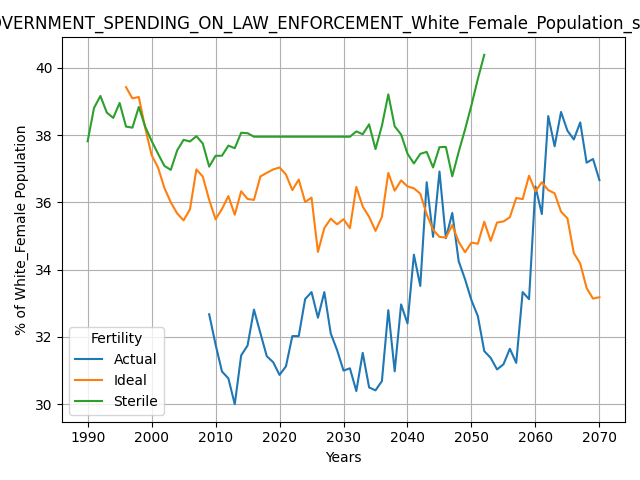 OVERNMENT_SPENDING_ON_LAW_ENFORCEMENT_White_Female_Population_s
% of White_Female Population
40
38
36
34
32
30
Fertility
Actual
Ideal
Sterile
1990 2000 2010 2020 2030 2040 2050 2060 2070
Years